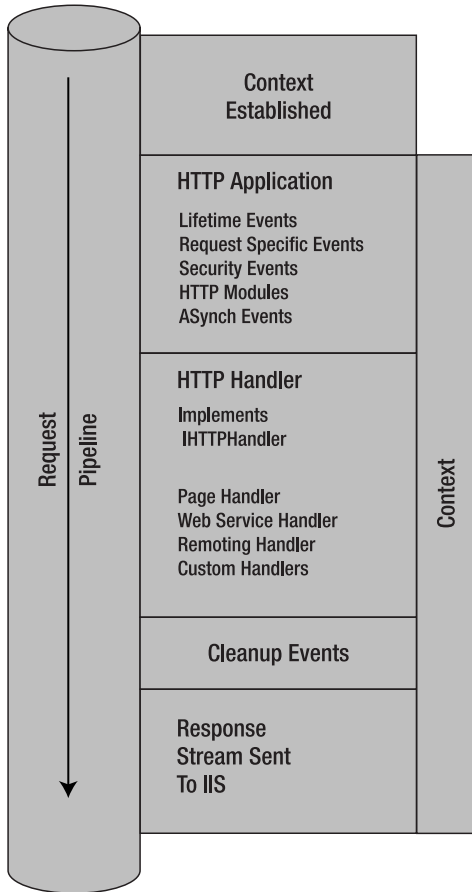 Context
Established
HTTP Application
Lifetime Events
Request Specific Events
Security Events
HTTP Modules
ASynch Events
HTTP Handler
Implements
IHTTPHandler
Page Handler
Web Service Handler
Remoting Handler
Custom Handlers
Cleanup Events
Response
Stream Sent
To IIS
Request
Pipeline
Context